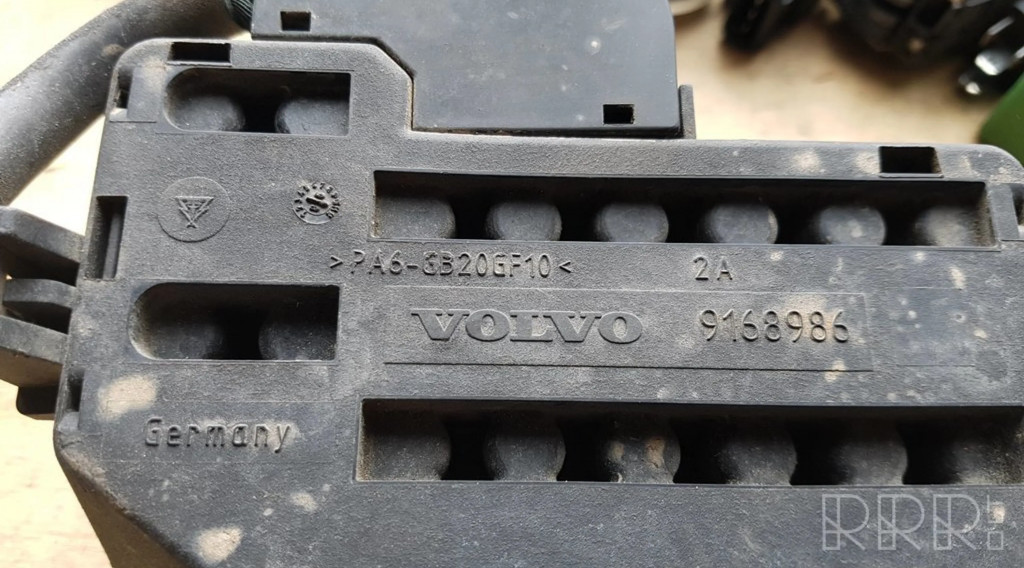 >PA6-GB20GF10< 2A
VOLVO 9168986
Germany
RRR!